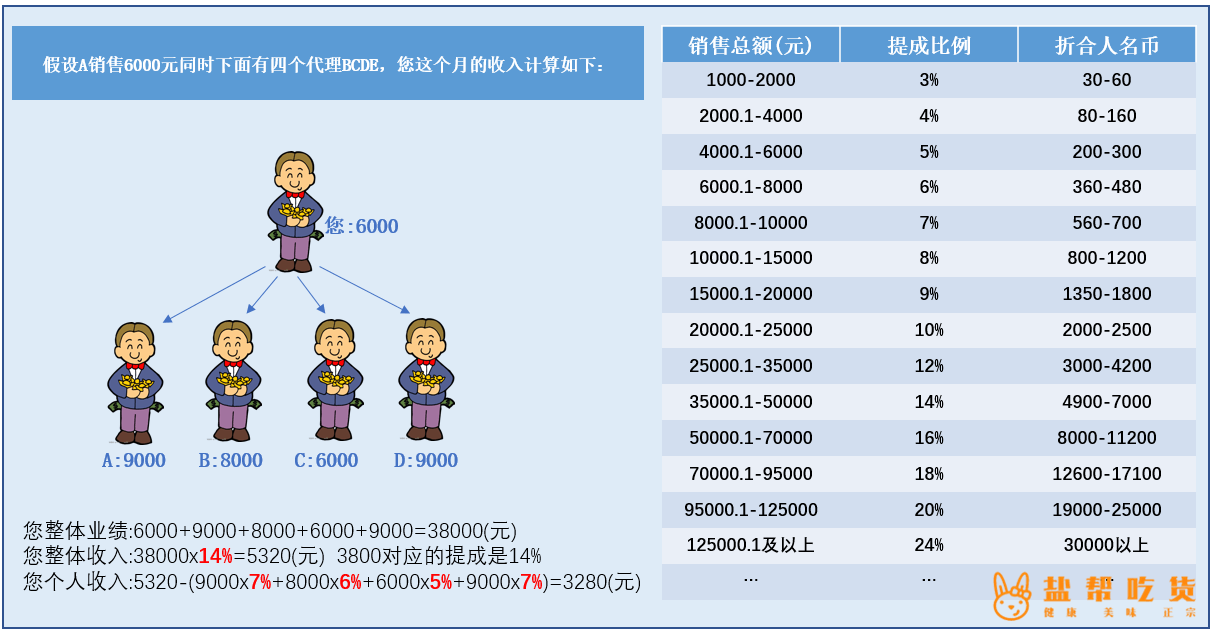 假设A销售6000元同时下面有四个代理BCDE，您这个月的收入计算如下：
您:6000
A:9000 B:8000 C:6000 D:9000
您整体业绩:6000+9000+8000+6000+9000=38000(元)
您整体收入:38000x14%=5320(元) 3800对应的提成是14%
您个人收入:5320-(9000x7%+8000x6%+6000x5%+9000x7%)=3280(元)
销售总额(元) 提成比例 折合人名币
1000-2000 3% 30-60
2000.1-4000 4% 80-160
4000.1-6000 5% 200-300
6000.1-8000 6% 360-480
8000.1-10000 7% 560-700
10000.1-15000 8% 800-1200
15000.1-20000 9% 1350-1800
20000.1-25000 10% 2000-2500
25000.1-35000 12% 3000-4200
35000.1-50000 14% 4900-7000
50000.1-70000 16% 8000-11200
70000.1-95000 18% 12600-17100
95000.1-125000 20% 19000-25000
125000.1及以上 24% 30000以上
... ... ...
盐帮吃货
健康 美味 正宗